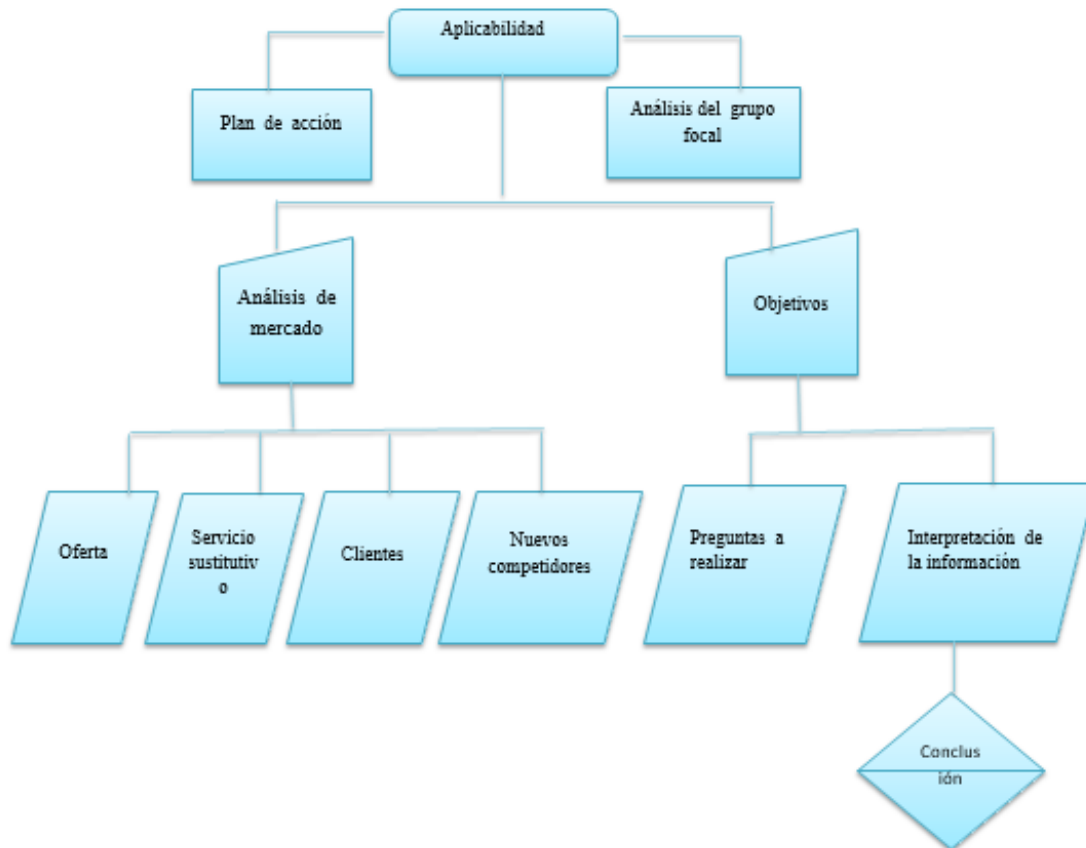 Aplicabilidad
Plan de acción
Análisis del grupo
focal
Análisis de
mercado
Objetivos
Oferta
Servicio
sustitutiv
o
Clientes
Nuevos
competidores
Preguntas a
realizar
Interpretación de
la información
Conclus
ión